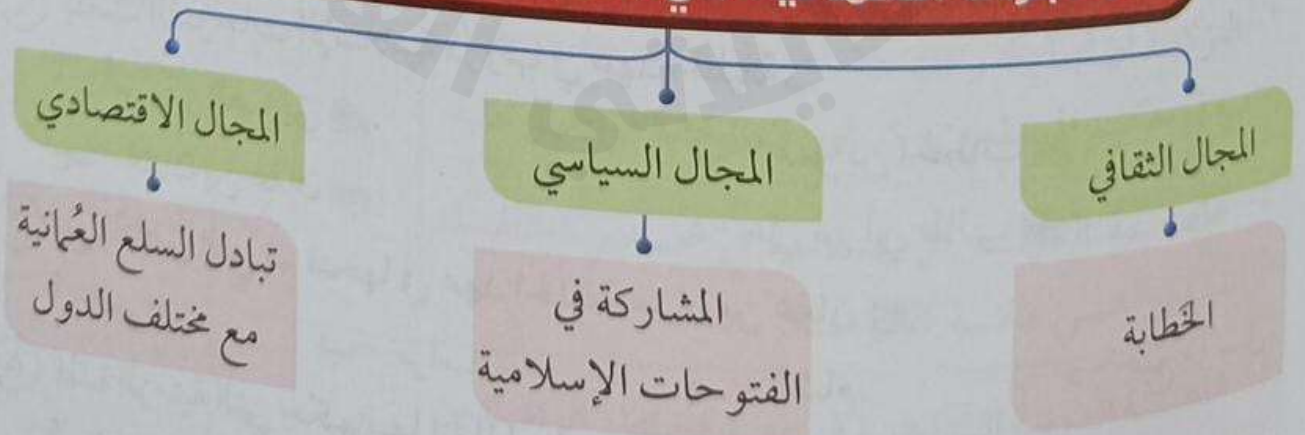 المجال الثقافي
الخَطابة
المجال السياسي
المشاركة في
الفتوحات الإسلامية
المجال الاقتصادي
تبادل السلع العُمانية
مع مختلف الدول